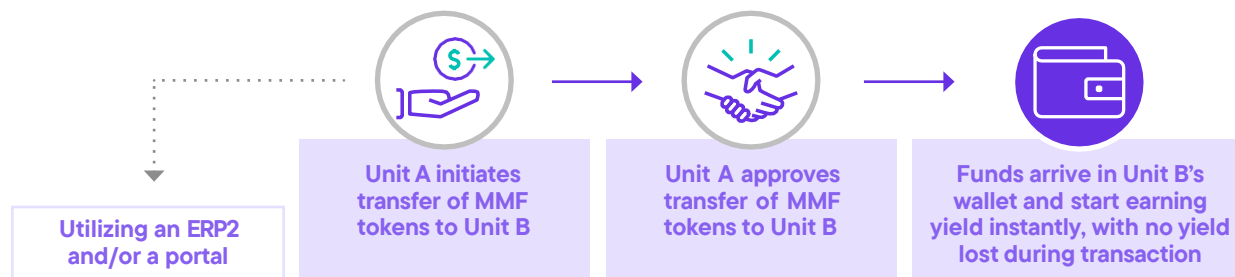 $
Unit A initiates
transfer of MMF
tokens to Unit B
Unit A approves
transfer of MMF
tokens to Unit B
Funds arrive in Unit B’s
wallet and start earning
yield instantly, with no yield
lost during transaction
Utilizing an ERP2
and/or a portal